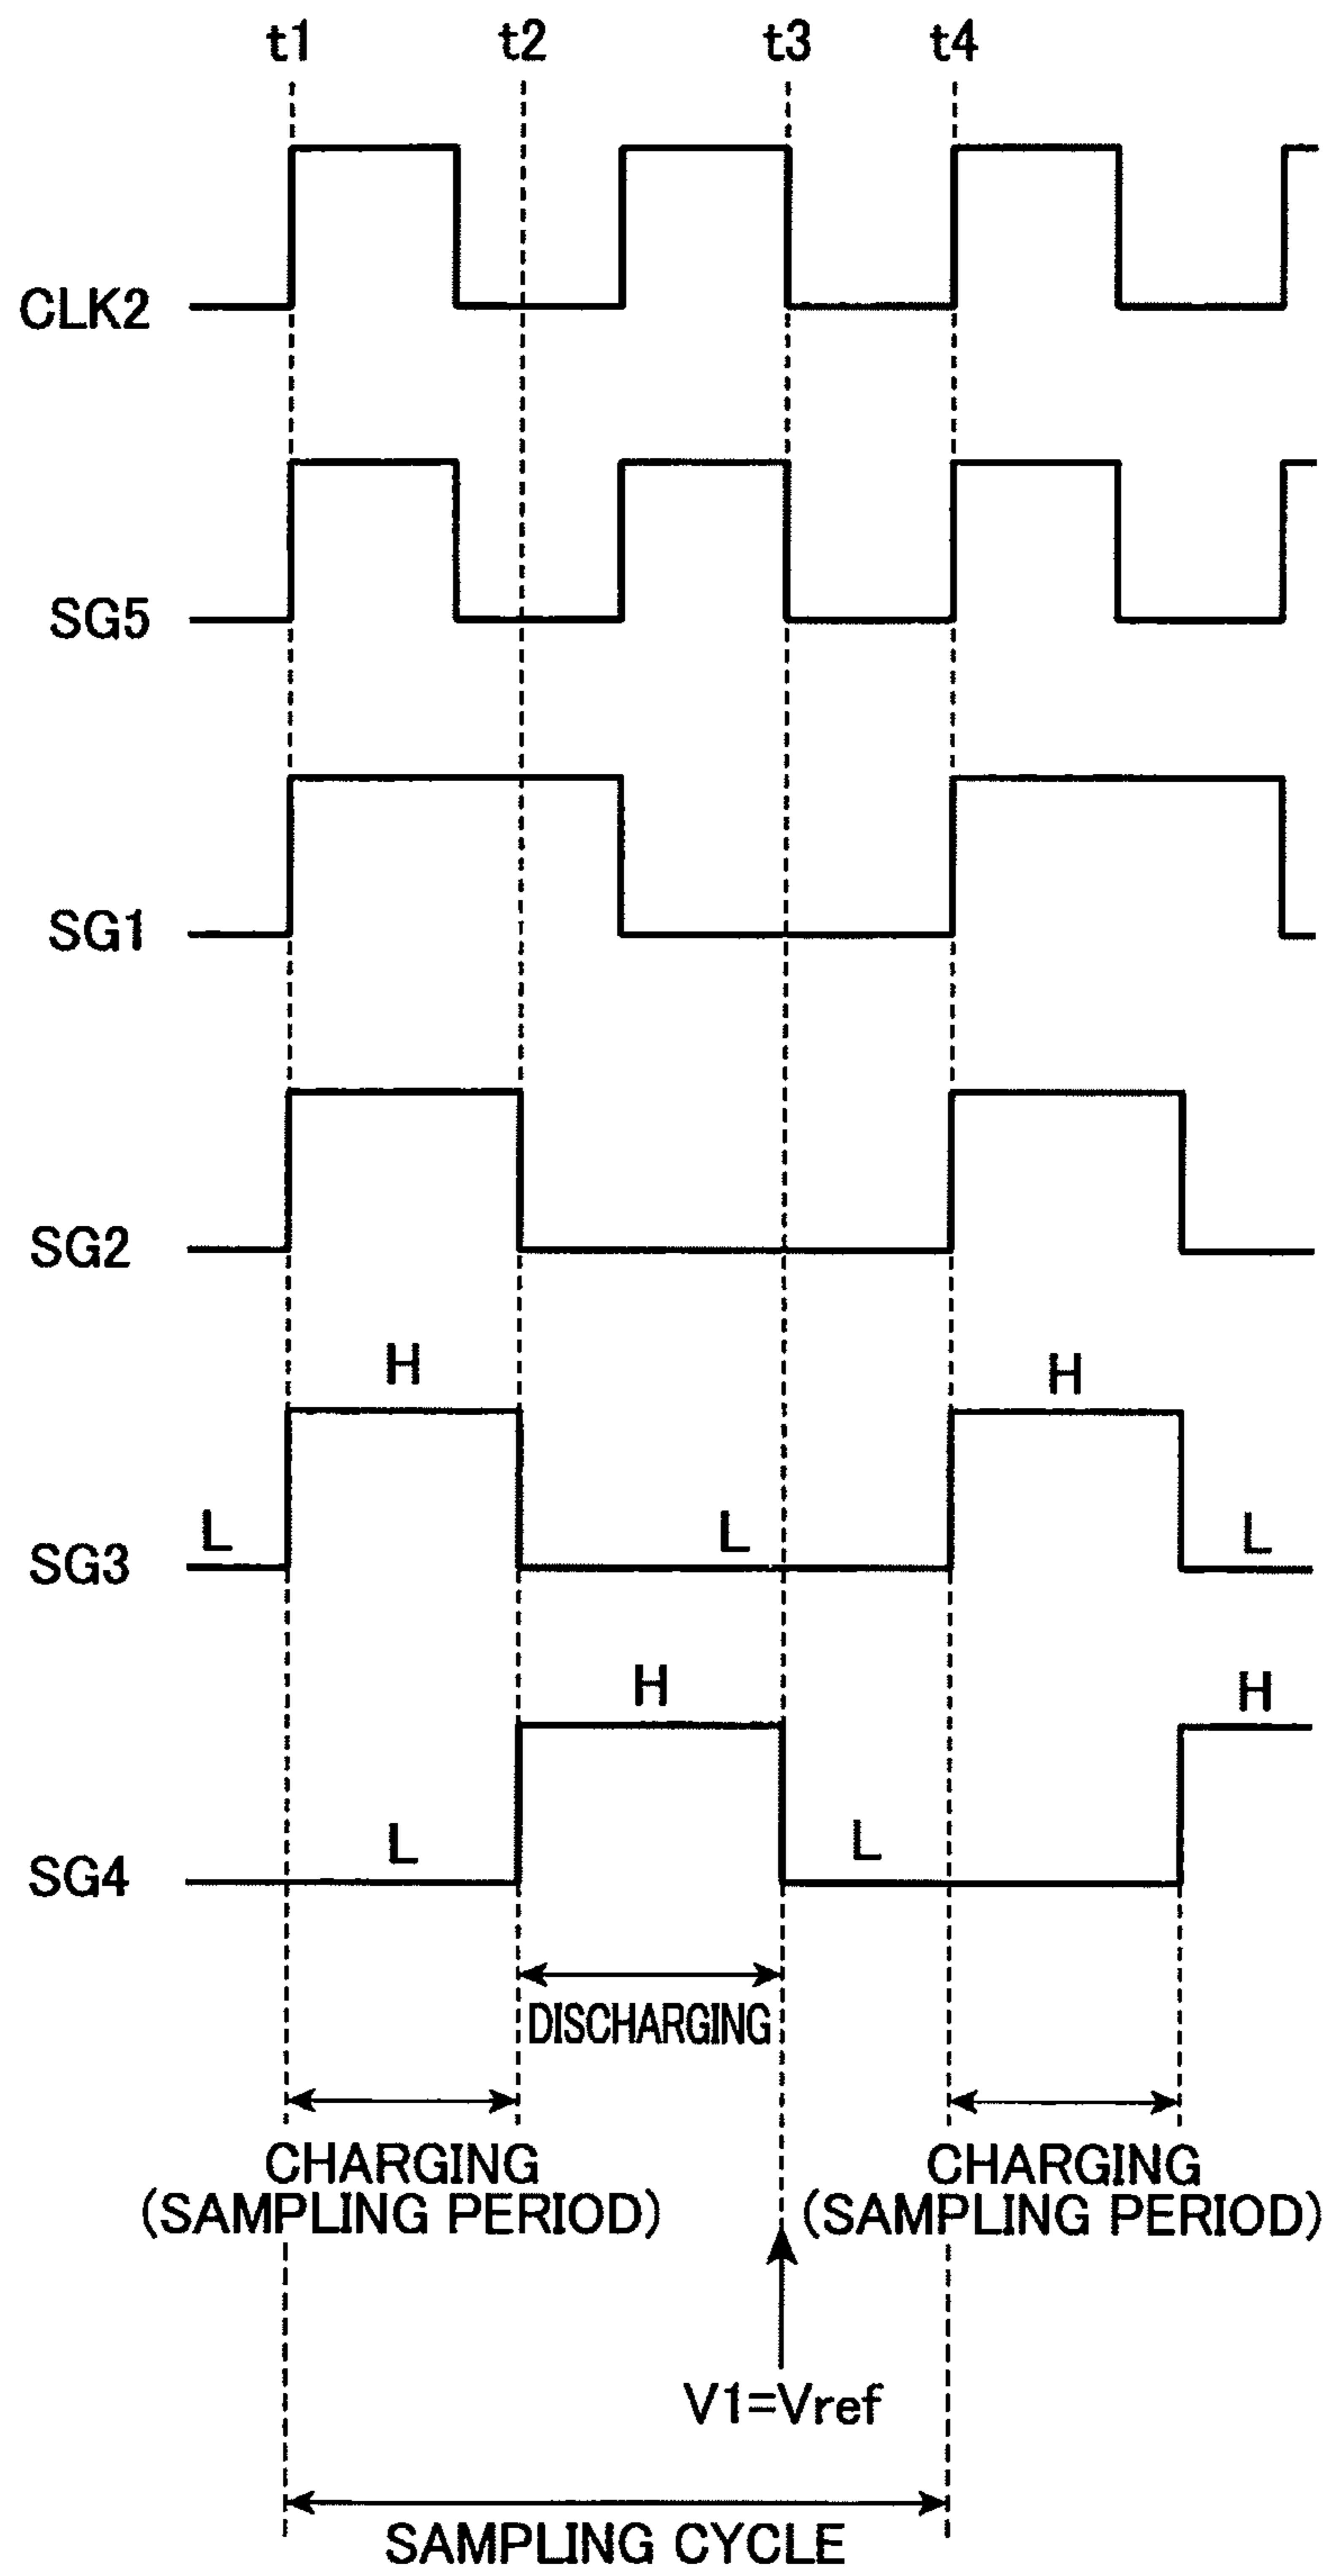 t1 t2 t3 t4
CLK2
SG5
SG1
SG2
H H
L L L
SG3
H H
L L
SG4
DISCHARGING
CHARGING CHARGING
(SAMPLING PERIOD) (SAMPLING PERIOD)
V1=Vref
SAMPLING CYCLE